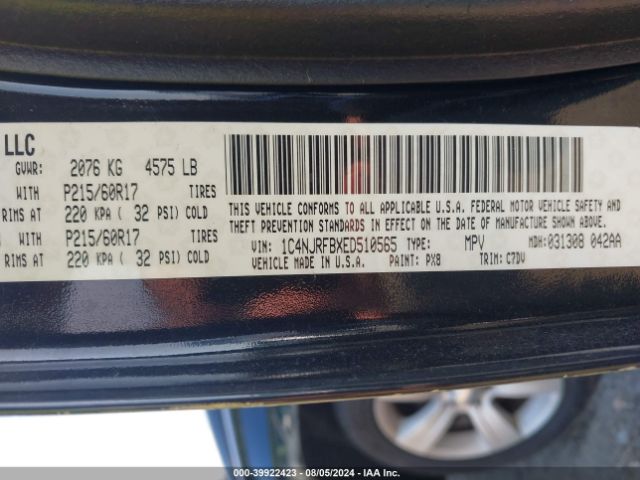 LLC
GVWR: 2076 KG 4575 LB
WITH P215/60R17 TIRES
RIMS AT 220 KPA ( 32 PSI) COLD
WITH P215/60R17 TIRES
RIMS AT 220 KPA ( 32 PSI) COLD
THIS VEHICLE CONFORMS TO ALL APPLICABLE U.S.A. FEDERAL MOTOR VEHICLE SAFETY AND
THEFT PREVENTION STANDARDS IN EFFECT ON THE DATE OF MANUFACTURE SHOWN ABOVE.
VIN: 1C4NJRFBXED510565 TYPE: MPV MDH: 031308 042AA
VEHICLE MADE IN U.S.A. PAINT: PX8 TRIM: C7DV
000-39922423 - 08/05/2024 - IAA Inc.